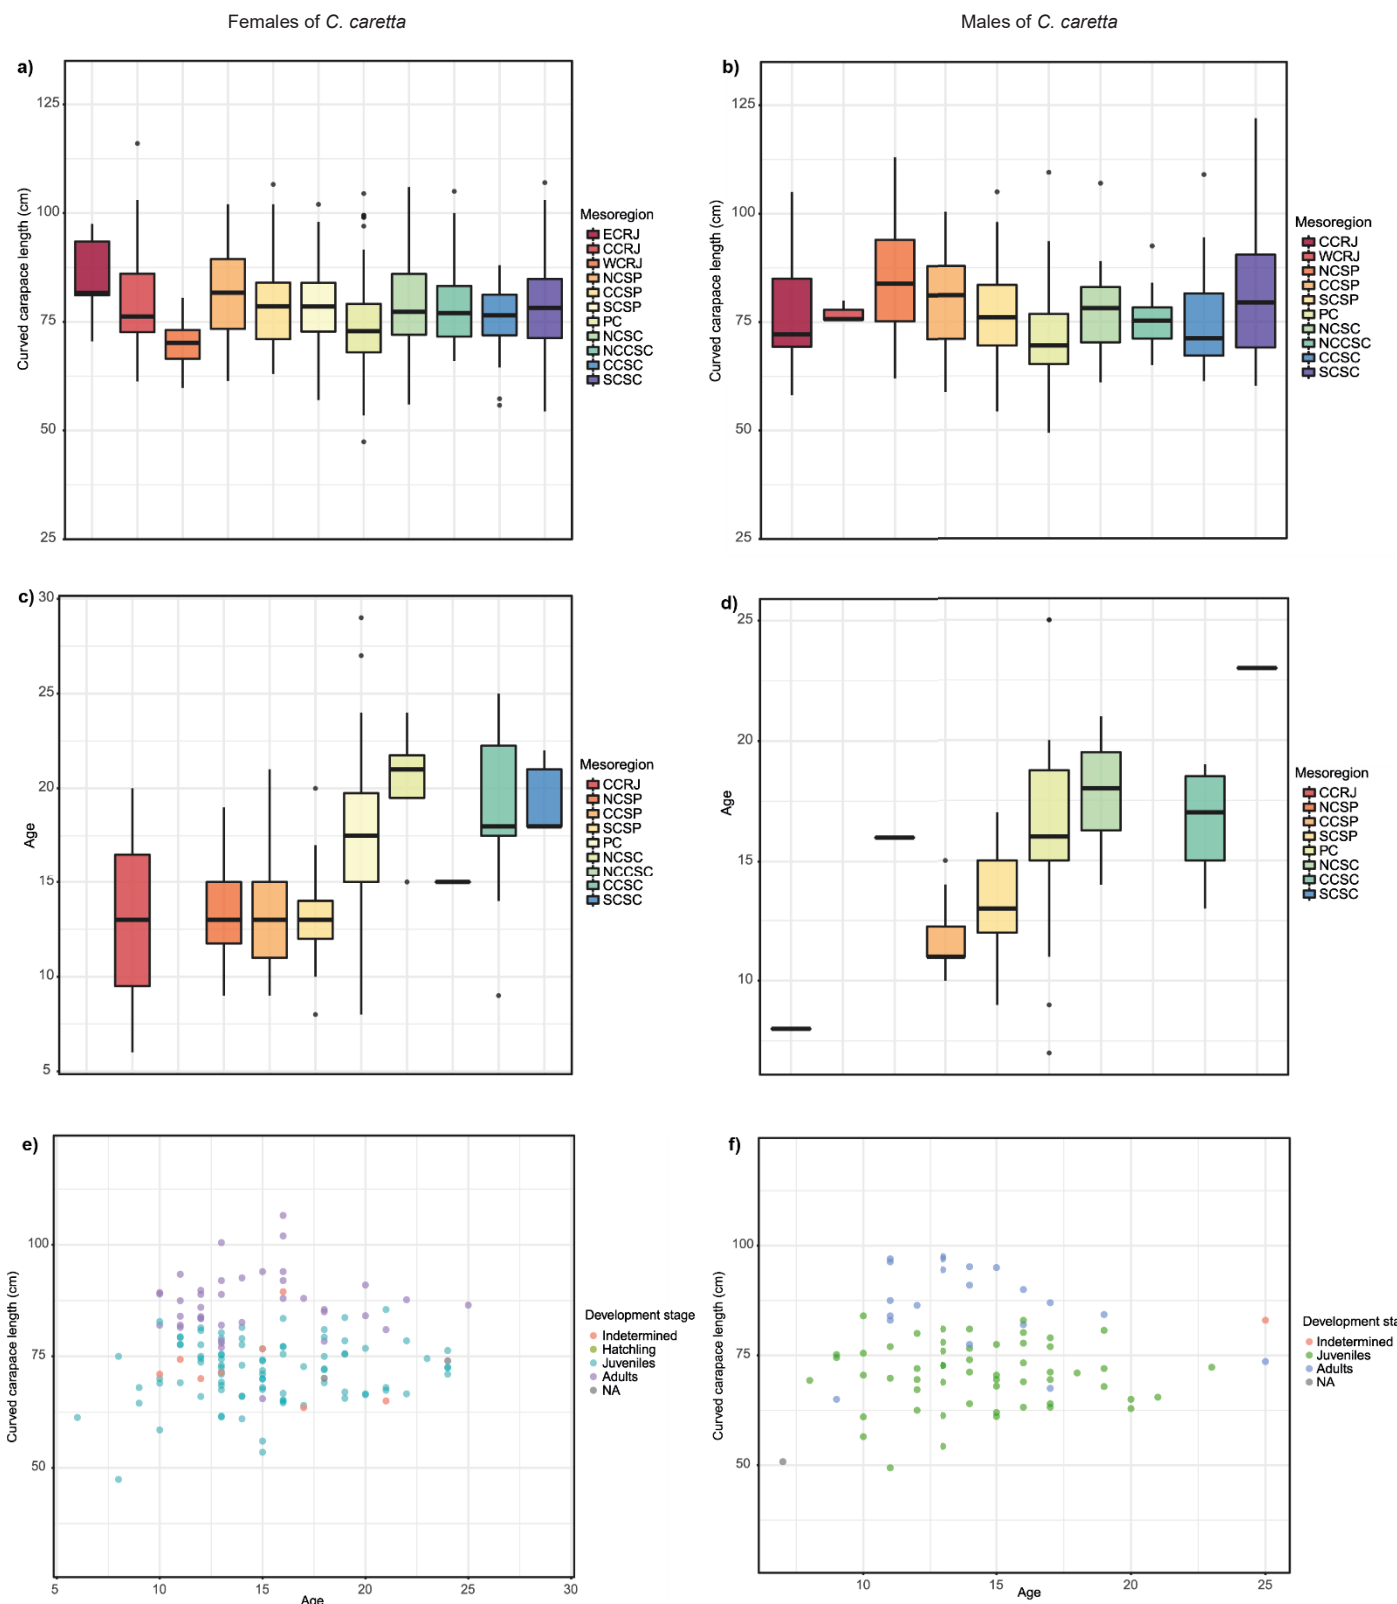 Females of C. caretta
Males of C. caretta
a)
125
100
75
50
25
Curved carapace length (cm)
Mesoregion
ECRJ
CCRJ
WCRJ
NCSP
CCSP
SCSP
PC
NCSC
NCCSC
CCSC
SCSC
b)
125
100
75
50
25
Curved carapace length (cm)
Mesoregion
CCRJ
WCRJ
NCSP
CCSP
SCSP
PC
NCSC
NCCSC
CCSC
SCSC
c)
30
25
20
15
10
5
Age
Mesoregion
CCRJ
NCSP
CCSP
SCSP
PC
NCSC
NCCSC
CCSC
SCSC
d)
25
20
15
10
Age
Mesoregion
CCRJ
NCSP
CCSP
SCSP
PC
NCSC
CCSC
SCSC
e)
100
75
50
Curved carapace length (cm)
5 10 15 20 25 30
Age
Development stage
Indetermined
Hatchling
Juveniles
Adults
NA
f)
100
75
50
Curved carapace length (cm)
10 15 20 25
Age
Development sta
Indetermined
Juveniles
Adults
NA